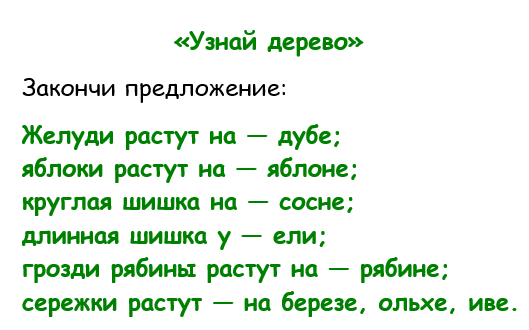 «Узнай дерево»
Закончи предложение:
Желуди растут на — дубе;
яблоки растут на — яблоне;
круглая шишка на — сосне;
длинная шишка у — ели;
грозди рябины растут на — рябине;
сережки растут — на березе, ольхе, иве.